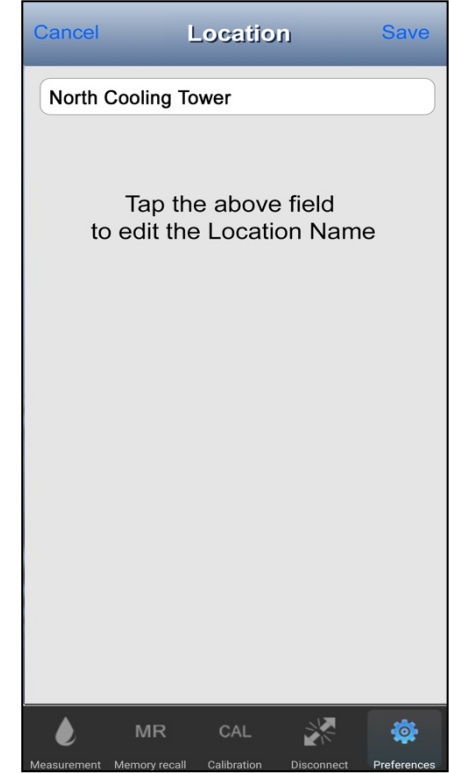 Cancel Location Save
North Cooling Tower
Tap the above field
to edit the Location Name
MR CAL
Measurement Memory recall Calibration Disconnect Preferences